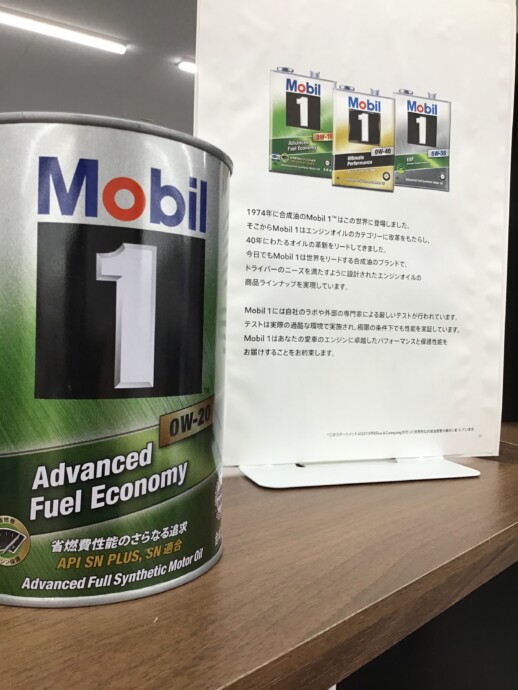 Mobil
1
0W-20
Advanced
Fuel Economy
省燃費性能のさらなる追求
API SN PLUS, SN 適合
Advanced Full Synthetic Motor Oil
Mobil
1
Advanced
Fuel Economy
Mobil
1
0W-40
Ultimate
Performance
Mobil
1
1974年に合成油のMobil 1™はこの世界に登場しました。
そこからMobil 1はエンジンオイルのカテゴリーに改革をもたらし、
40年にわたるオイルの革新をリードしてきました。
今日でもMobil 1は世界をリードする合成油のブランドで、
ドライバーのニーズを満たすように設計されたエンジンオイルの
商品ラインナップを実現しています。
Mobil 1には自社のラボや外部の専門家による厳しいテストが行われています。
テストは実際の過酷な環境で実施され、極限の条件下でも性能を実証しています。
Mobil 1はあなたの愛車のエンジンに卓越したパフォーマンスと保護性能を
お届けすることをお約束します。